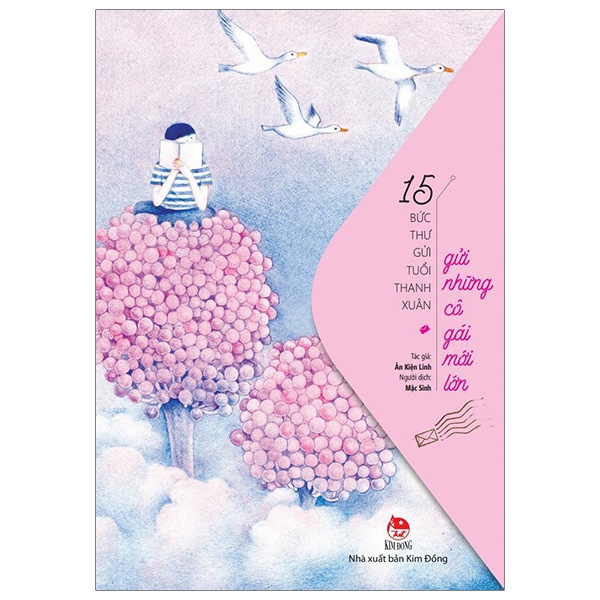 15
BỨC
THƯ
GỬI
TUỔI
THANH
XUÂN
gửi
những
cô
gái
mới
lớn
Tác giả:
Ân Kiện Linh
Người dịch:
Mặc Sinh
KIM ĐỒNG
Nhà xuất bản Kim Đồng